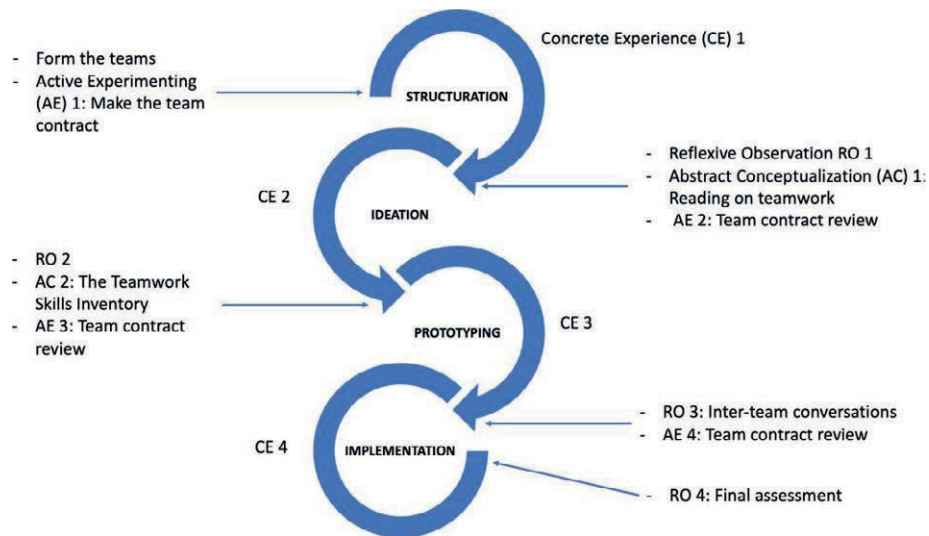 Concrete Experience (CE) 1
- Form the teams
- Active Experimenting
(AE) 1: Make the team
contract
STRUCTURATION
- Reflexive Observation RO 1
- Abstract Conceptualization (AC) 1:
Reading on teamwork
- AE 2: Team contract review
CE 2
IDEATION
- RO 2
- AC 2: The Teamwork
Skills Inventory
- AE 3: Team contract
review
PROTOTYPING
CE 3
- RO 3: Inter-team conversations
- AE 4: Team contract review
CE 4
IMPLEMENTATION
- RO 4: Final assessment